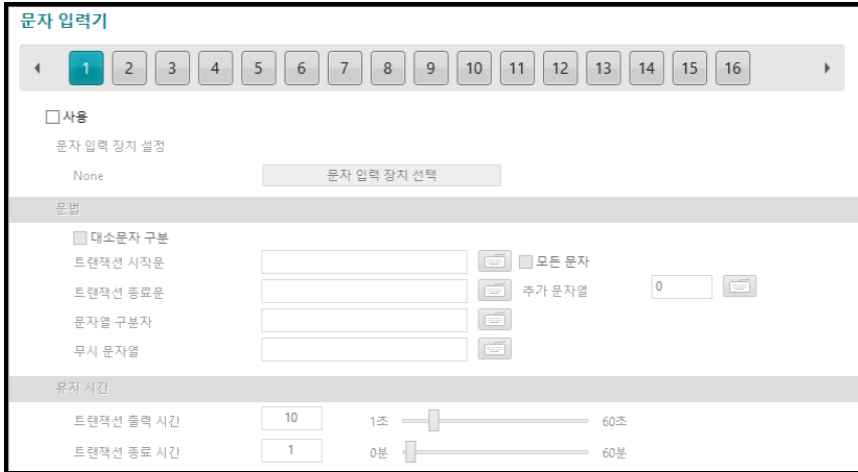 문자 입력기
1 2 3 4 5 6 7 8 9 10 11 12 13 14 15 16
사용
문자 입력 장치 설정
None 문자 입력 장치 선택
문법
대소문자 구분
트랜잭션 시작문 모든 문자
트랜잭션 종료문 추가 문자열 0
문자열 구분자
무시 문자열
유지 시간
트랜잭션 출력 시간 10 1초 60초
트랜잭션 종료 시간 1 0분 60분